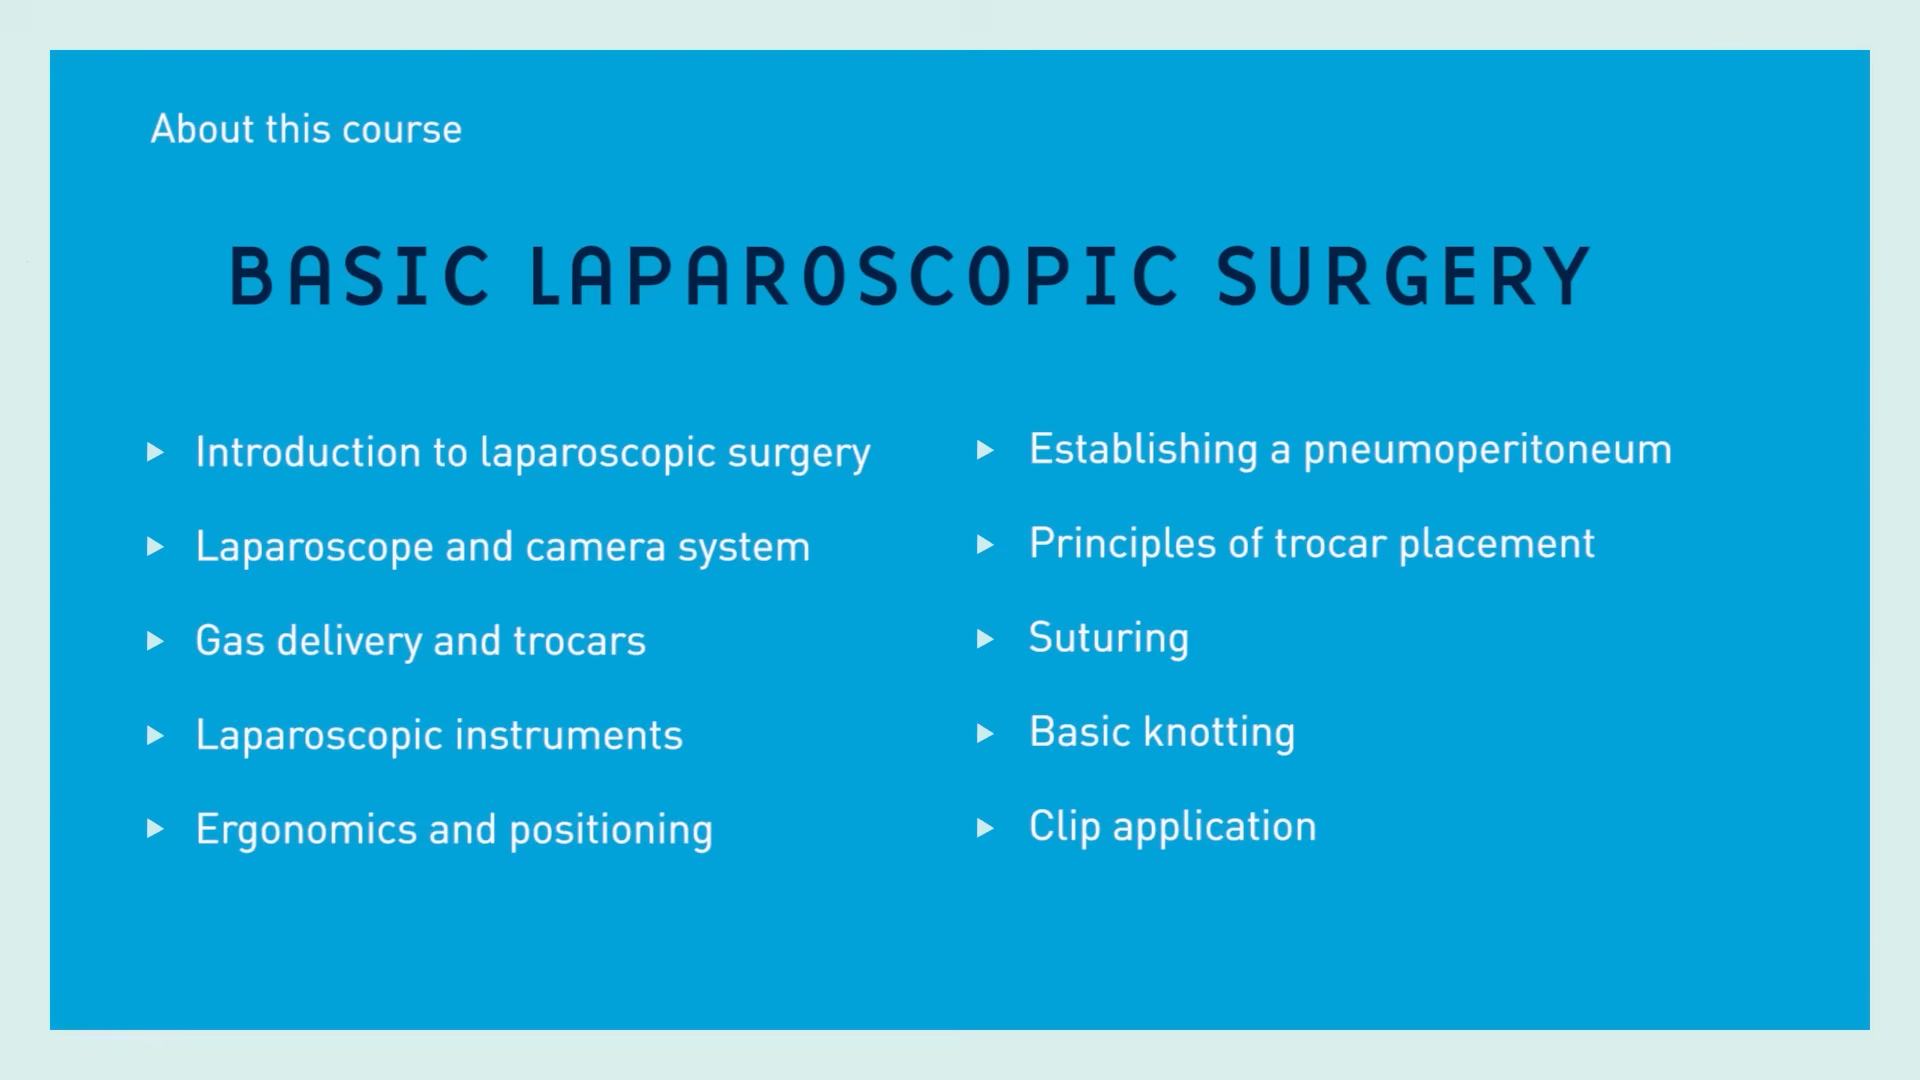 About this course
BASIC LAPAROSCOPIC SURGERY
Introduction to laparoscopic surgery
Laparoscope and camera system
Gas delivery and trocars
Laparoscopic instruments
Ergonomics and positioning
Establishing a pneumoperitoneum
Principles of trocar placement
Suturing
Basic knotting
Clip application